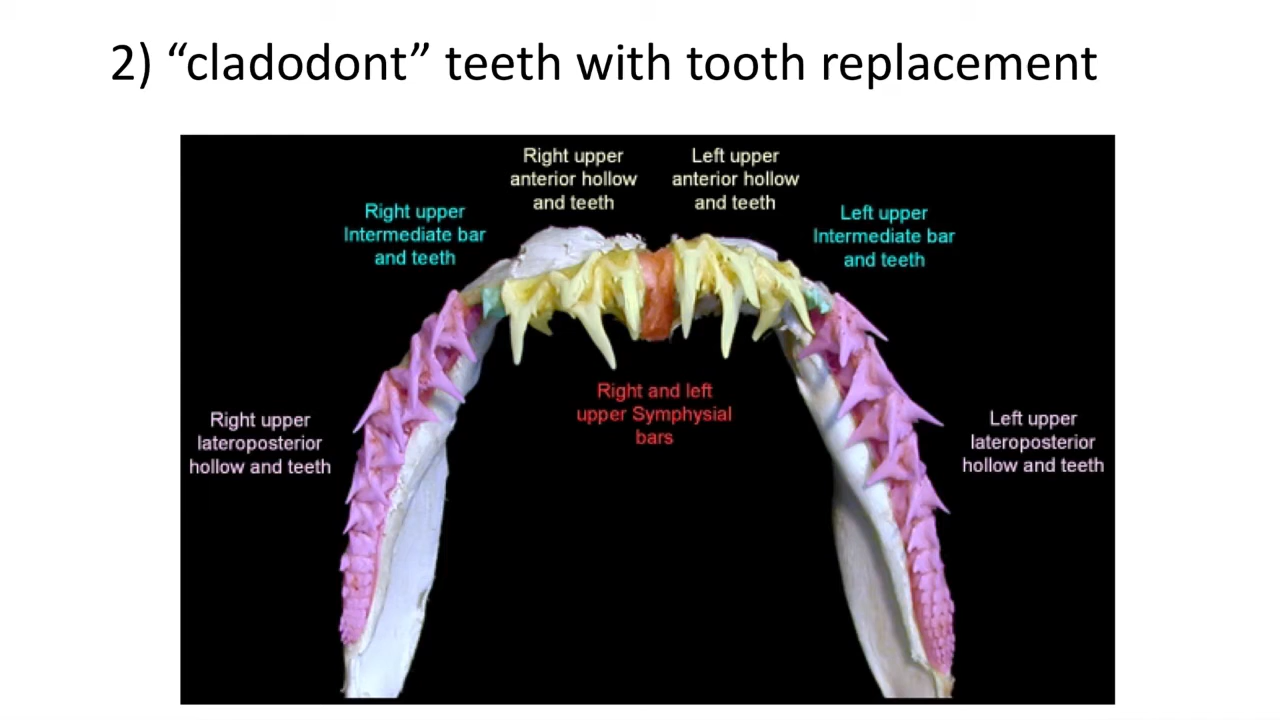 2) “cladodont” teeth with tooth replacement
Right upper
anterior hollow
and teeth
Left upper
anterior hollow
and teeth
Right upper
Intermediate bar
and teeth
Left upper
Intermediate bar
and teeth
Right and left
upper Symphysial
bars
Right upper
lateroposterior
hollow and teeth
Left upper
lateroposterior
hollow and teeth